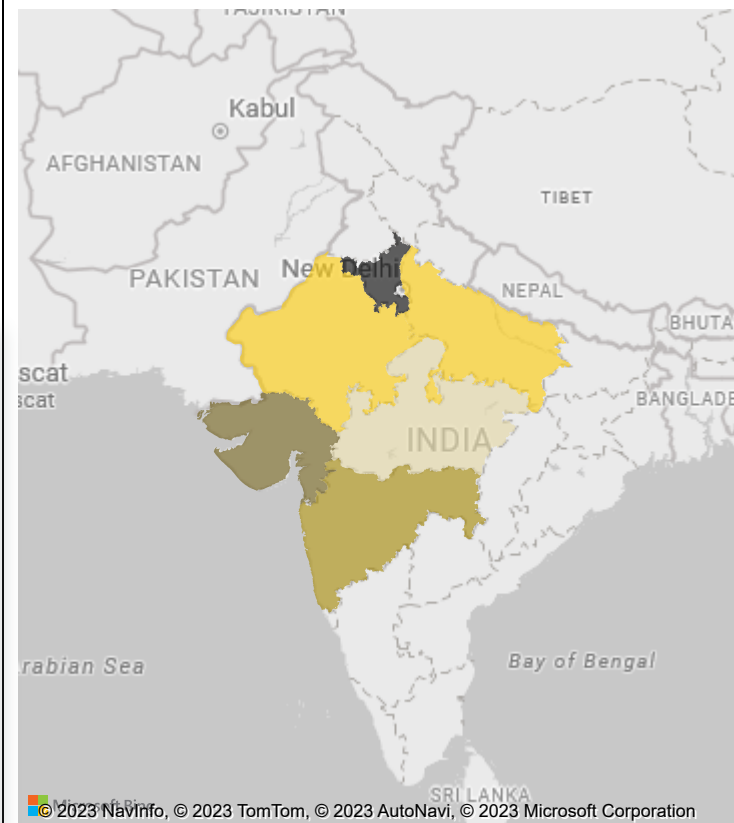 TAJIKISTAN
Kabul
AFGHANISTAN
TIBET
New Delhi
PAKISTAN
NEPAL
BHUTA
scat
scat
BANGLADE
INDIA
rabian Sea
Bay of Bengal
SRI LANKA
Microsoft Bing
© 2023 NavInfo, © 2023 TomTom, © 2023 AutoNavi, © 2023 Microsoft Corporation